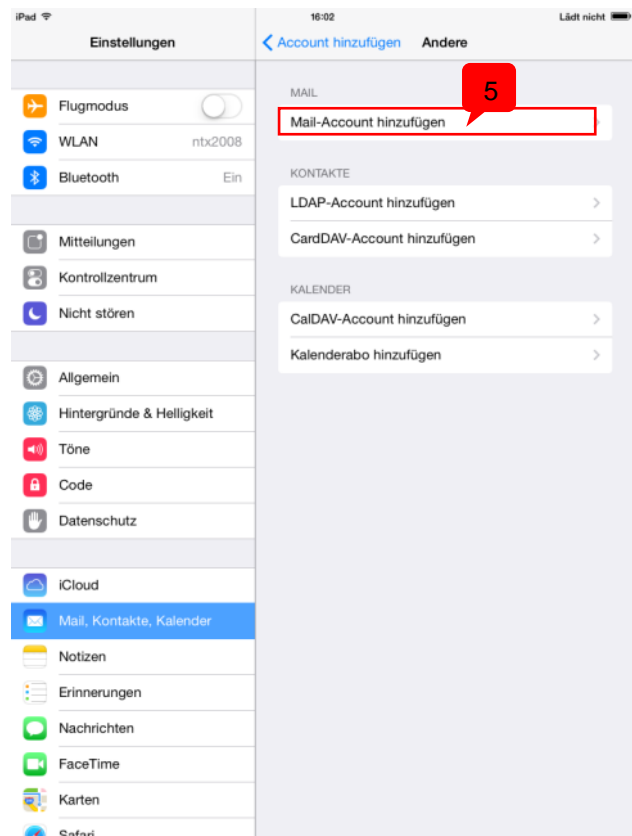 iPad 16:02 Lädt nicht
Einstellungen
Account hinzufügen Andere
Flugmodus
WLAN ntx2008
Bluetooth Ein
Mitteilungen
Kontrollzentrum
Nicht stören
Allgemein
Hintergründe & Helligkeit
Töne
Code
Datenschutz
iCloud
Mail, Kontakte, Kalender
Notizen
Erinnerungen
Nachrichten
FaceTime
Karten
Safari
MAIL
5
Mail-Account hinzufügen
KONTAKTE
LDAP-Account hinzufügen
CardDAV-Account hinzufügen
KALENDER
CalDAV-Account hinzufügen
Kalenderabo hinzufügen